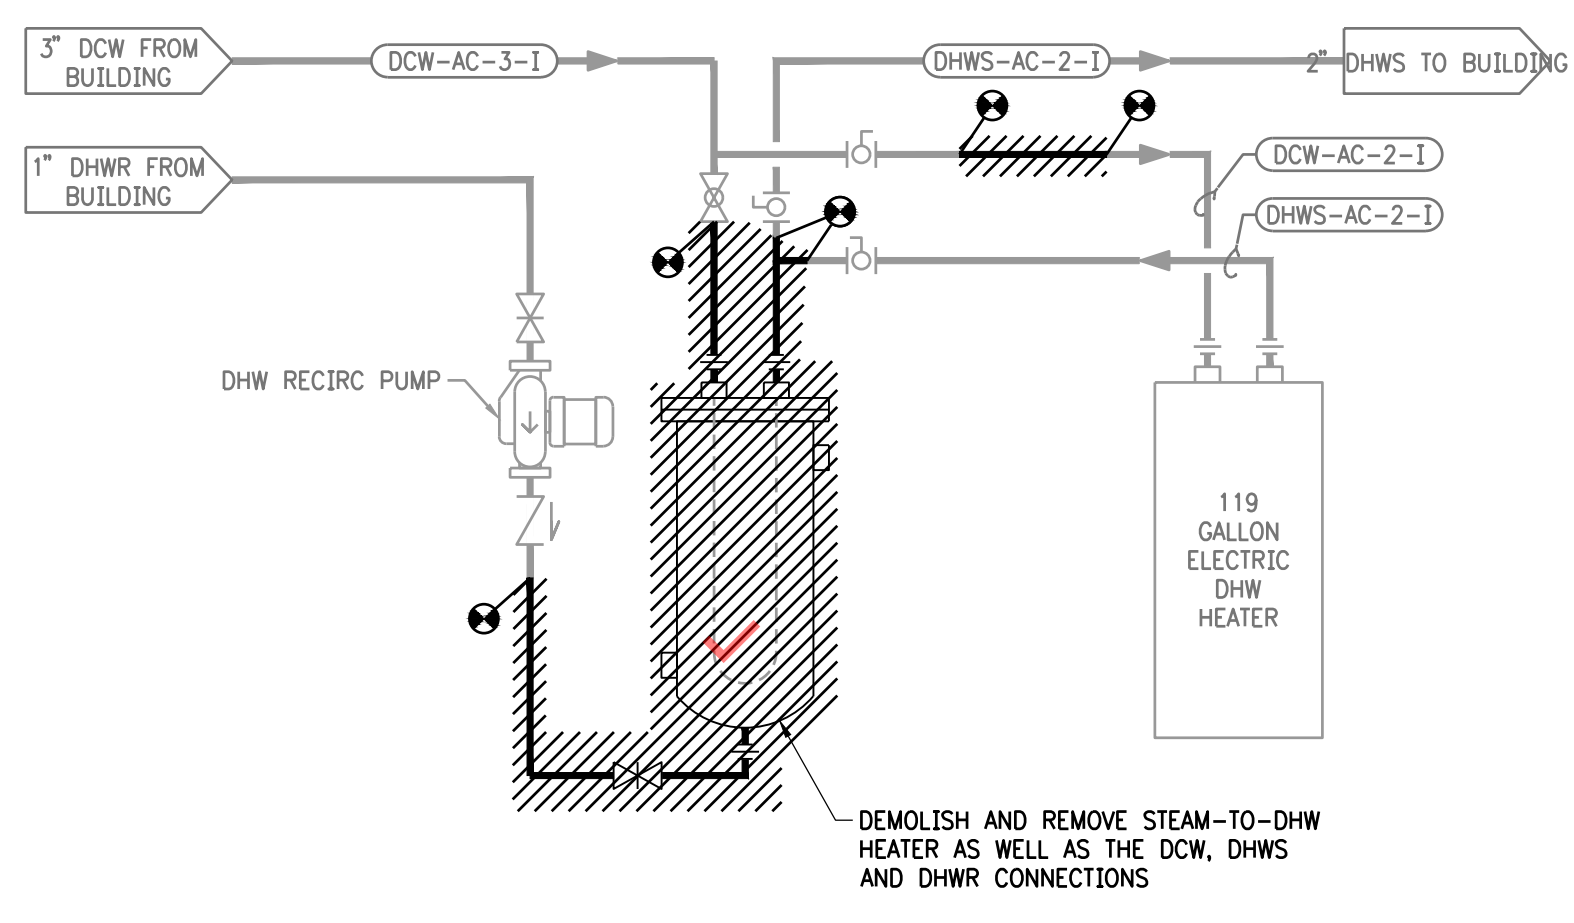 3" DCW FROM
BUILDING
DCW-AC-3-I
DHWS-AC-2-I
2" DHWS TO BUILDING
1" DHWR FROM
BUILDING
DCW-AC-2-I
DHWS-AC-2-I
DHW RECIRC PUMP
119
GALLON
ELECTRIC
DHW
HEATER
DEMOLISH AND REMOVE STEAM-TO-DHW
HEATER AS WELL AS THE DCW, DHWS
AND DHWR CONNECTIONS